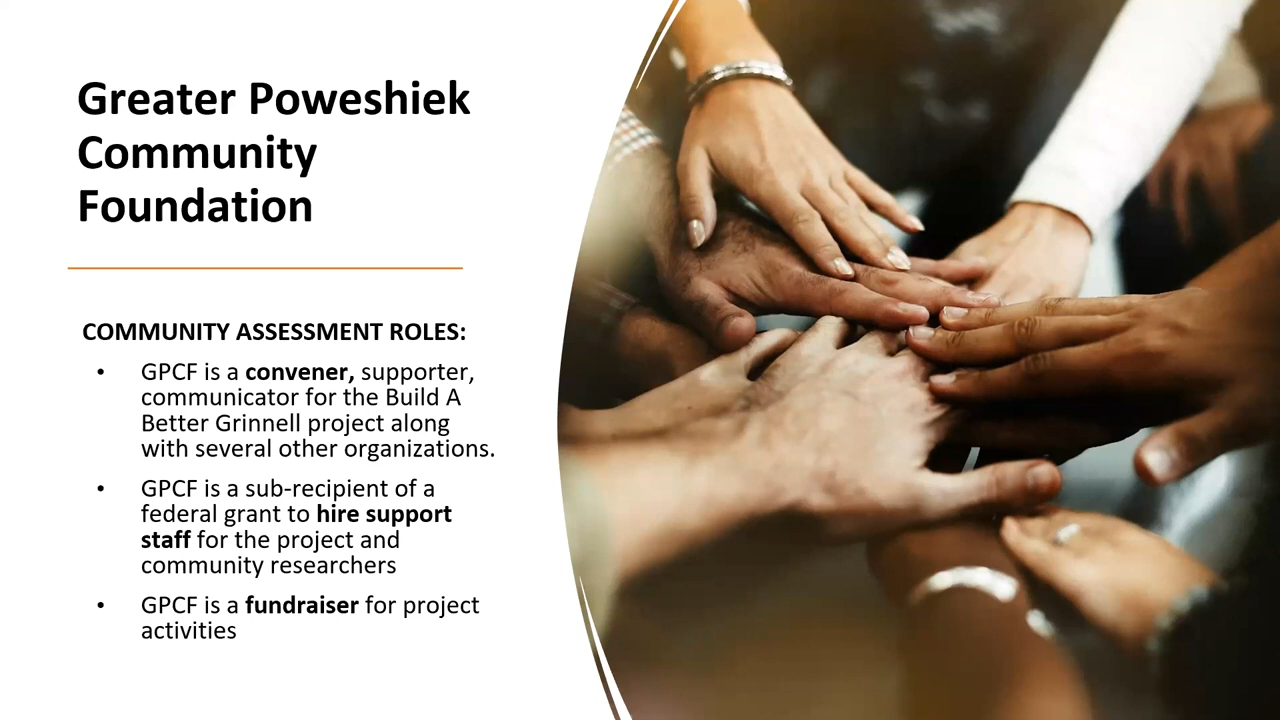 Greater Poweshiek
Community
Foundation
COMMUNITY ASSESSMENT ROLES:
• GPCF is a convener, supporter,
communicator for the Build A
Better Grinnell project along
with several other organizations.
• GPCF is a sub-recipient of a
federal grant to hire support
staff for the project and
community researchers
• GPCF is a fundraiser for project
activities